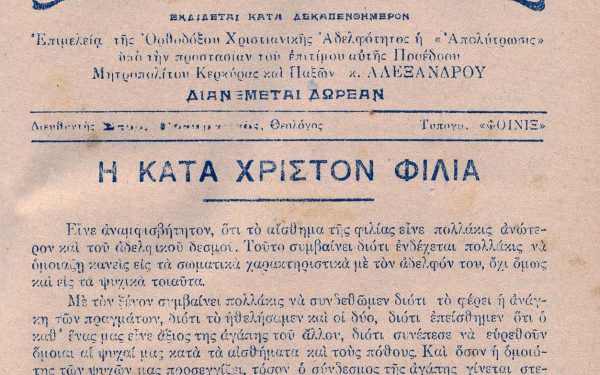 ΕΚΔΙΔΕΤΑΙ ΚΑΤΑ ΔΕΚΑΠΕΝΘΗΜΕΡΟΝ
Ἐπιμελείᾳ τῆς Ὀρθοδόξου Χριστιανικῆς Ἀδελφότητος ἡ «Ἀπολύτρωσις»
ὑπὸ τὴν προστασίαν τοῦ ἐπιτίμου αὐτῆς Προέδρου
Μητροπολίτου Κερκύρας καὶ Παξῶν κ. ΑΛΕΞΑΝΔΡΟΥ
ΔΙΑΝΕΜΕΤΑΙ ΔΩΡΕΑΝ
Διευθυντὴς Θεολόγος Τυπογρ. «ΦΟΙΝΙΞ»
Η ΚΑΤΑ ΧΡΙΣΤΟΝ ΦΙΛΙΑ
Εἶνε ἀναμφισβήτητον, ὅτι τὸ αἴσθημα τῆς φιλίας εἶνε πολλάκις ἀνώτε-
ρον καὶ τοῦ ἀδελφικοῦ δεσμοῦ. Τοῦτο συμβαίνει διότι ἐνδέχεται πολλάκις νὰ
ὁμοιάζῃ κανεὶς εἰς τὰ σωματικὰ χαρακτηριστικὰ μὲ τὸν ἀδελφόν του, ὄχι ὅμως
καὶ εἰς τὰ ψυχικὰ τοιαῦτα.
Μὲ τὸν ξένον συμβαίνει πολλάκις νὰ συνδεθῶμεν διότι τὸ φέρει ἡ ἀνάγ-
κη τῶν πραγμάτων, διότι τὸ ἠθελήσαμεν καὶ οἱ δύο, διότι ἐπείσθημεν ὅτι ὁ
καθ' ἕνας μας εἶνε ἄξιος τῆς ἀγάπης τοῦ ἄλλου, διότι συνέπεσε νὰ εὑρεθοῦν
ὅμοιαι αἱ ψυχαί μας κατὰ τὰ αἰσθήματα καὶ τοὺς πόθους. Καὶ ὅσον ἡ ὁμοιό-
της τῶν ψυχῶν μας προσεγγίζει, τόσον ὁ σύνδεσμος τῆς ἀγάπης γίνεται στε-